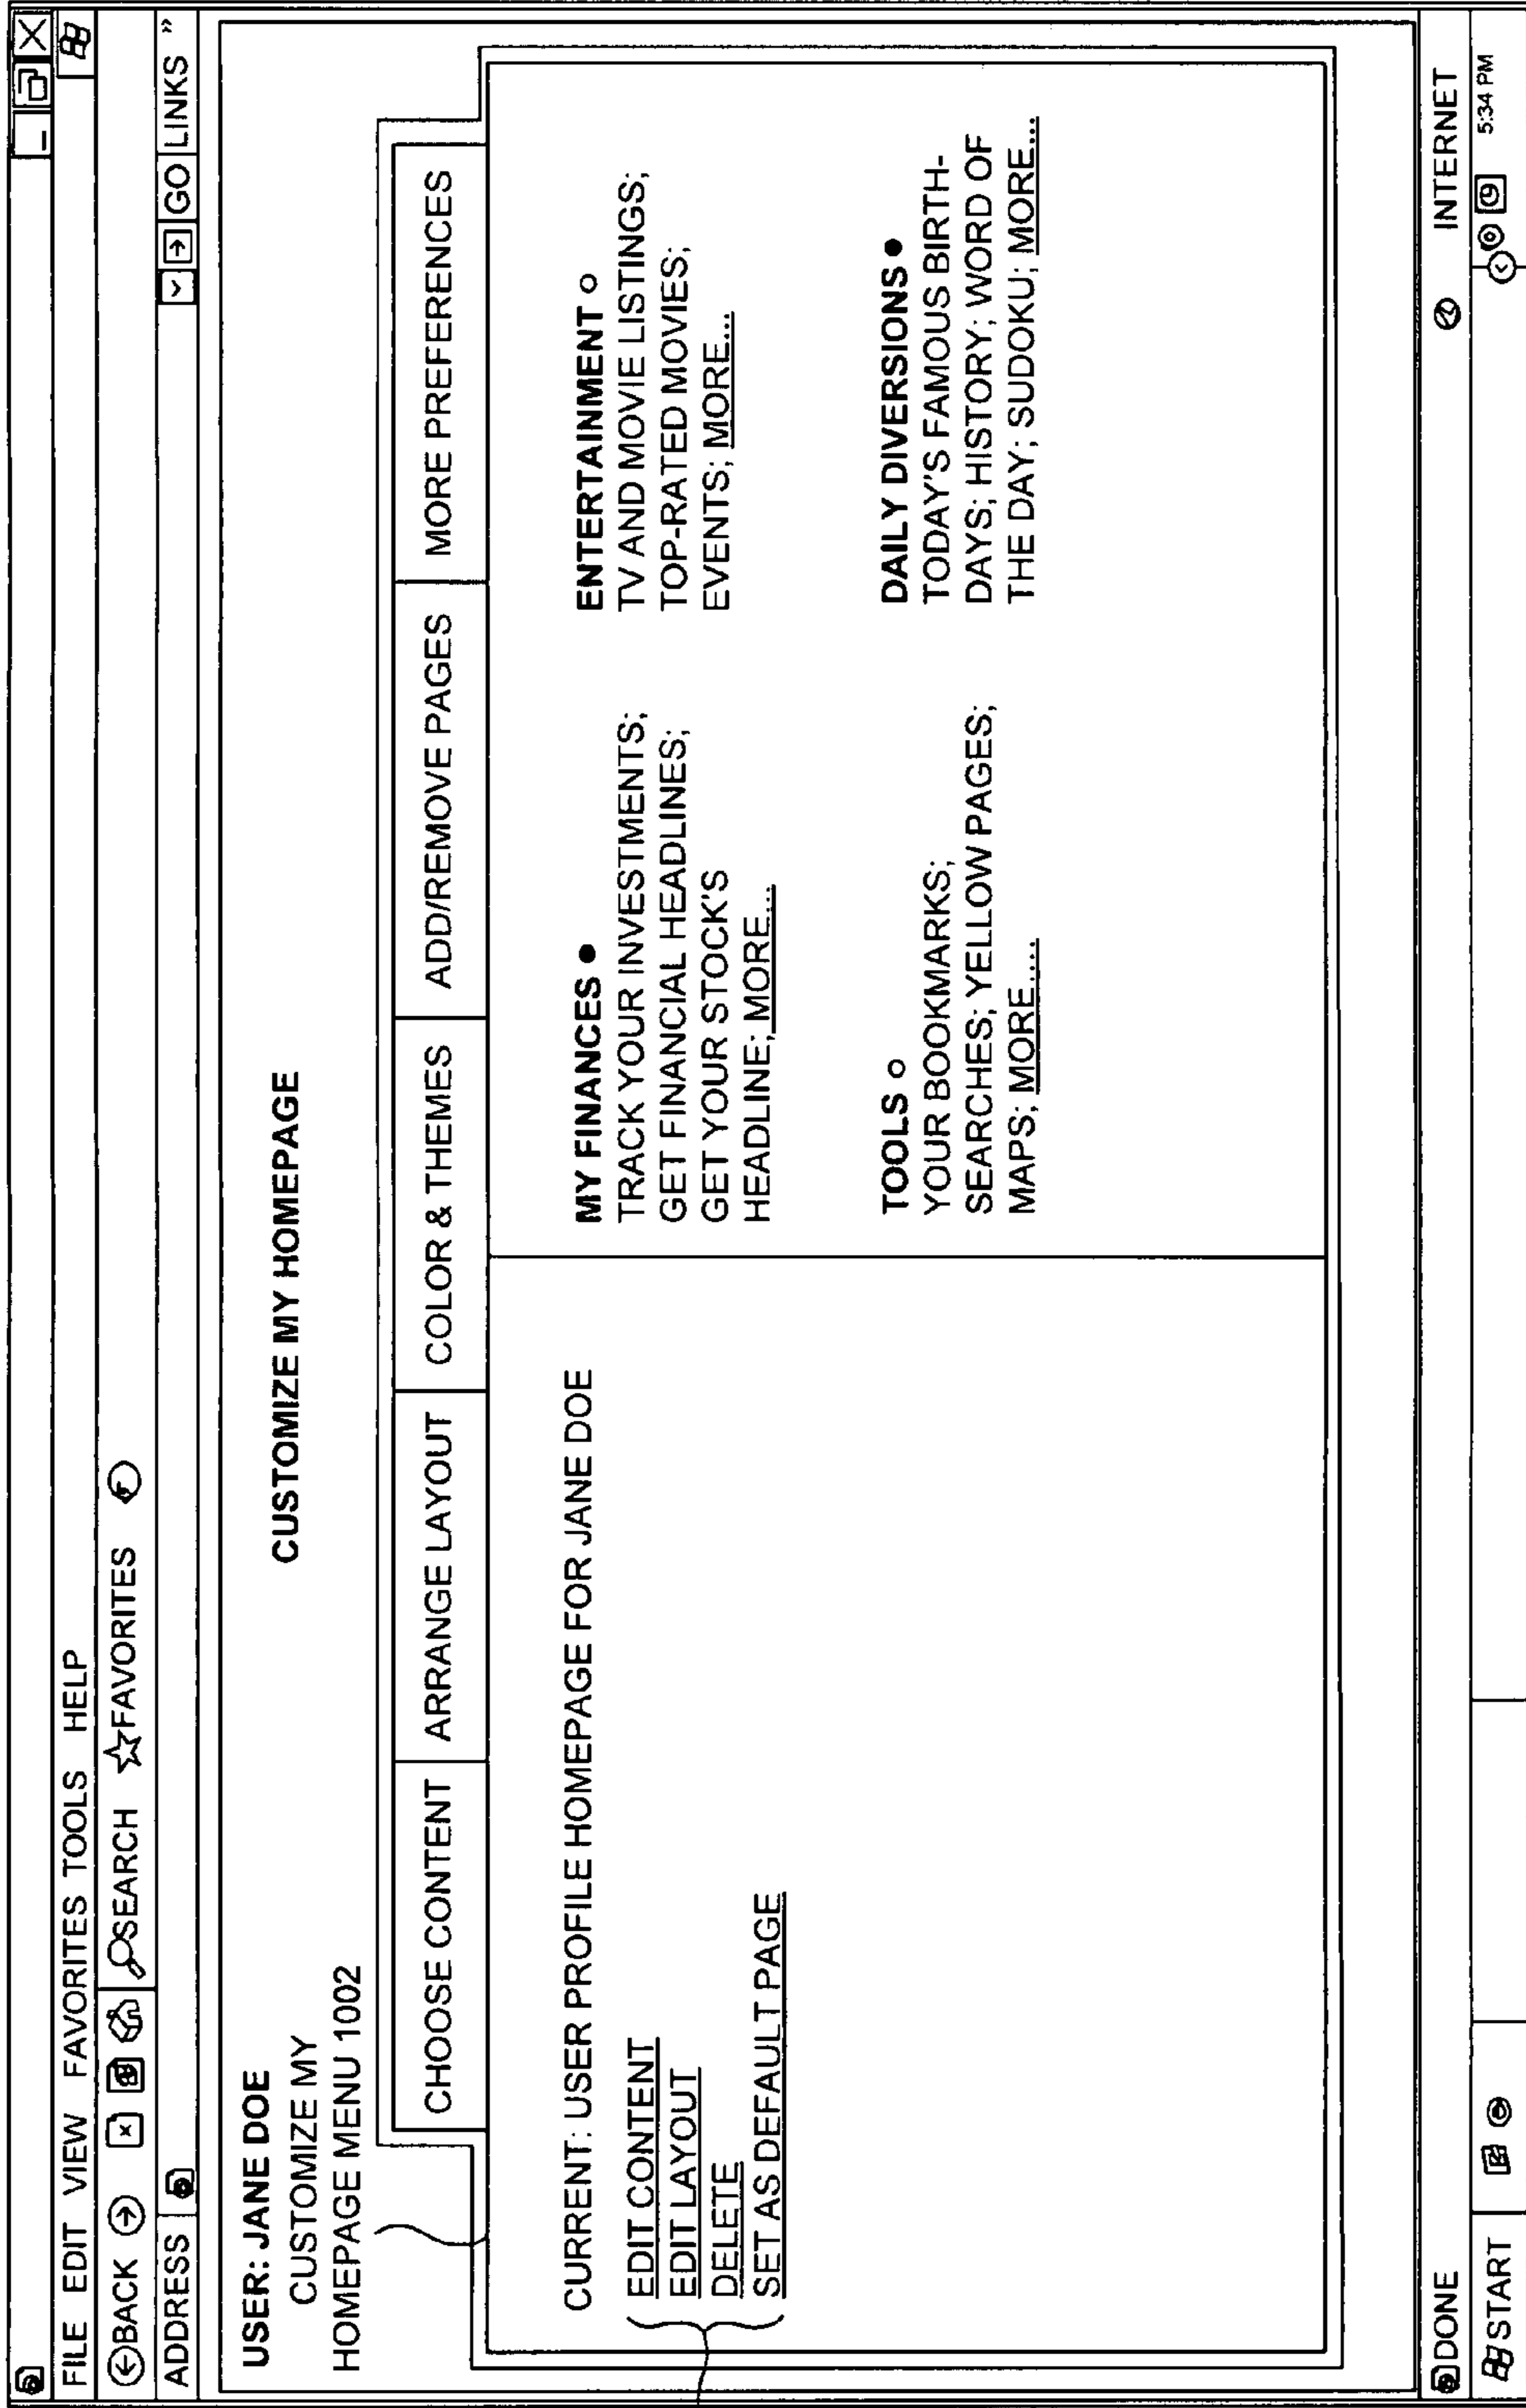 FILE EDIT VIEW FAVORITES TOOLS HELP
BACK SEARCH FAVORITES
ADDRESS GO LINKS »
USER: JANE DOE
CUSTOMIZE MY HOMEPAGE
CUSTOMIZE MY
HOMEPAGE MENU 1002
CHOOSE CONTENT ARRANGE LAYOUT COLOR & THEMES ADD/REMOVE PAGES MORE PREFERENCES
CURRENT: USER PROFILE HOMEPAGE FOR JANE DOE
EDIT CONTENT
EDIT LAYOUT
DELETE
SET AS DEFAULT PAGE
MY FINANCES ●
TRACK YOUR INVESTMENTS;
GET FINANCIAL HEADLINES;
GET YOUR STOCK'S
HEADLINE; MORE...
ENTERTAINMENT ○
TV AND MOVIE LISTINGS;
TOP-RATED MOVIES;
EVENTS; MORE...
TOOLS ○
YOUR BOOKMARKS;
SEARCHES; YELLOW PAGES;
MAPS; MORE....
DAILY DIVERSIONS ●
TODAY'S FAMOUS BIRTH-
DAYS; HISTORY; WORD OF
THE DAY; SUDOKU; MORE...
DONE INTERNET
START 5:34 PM